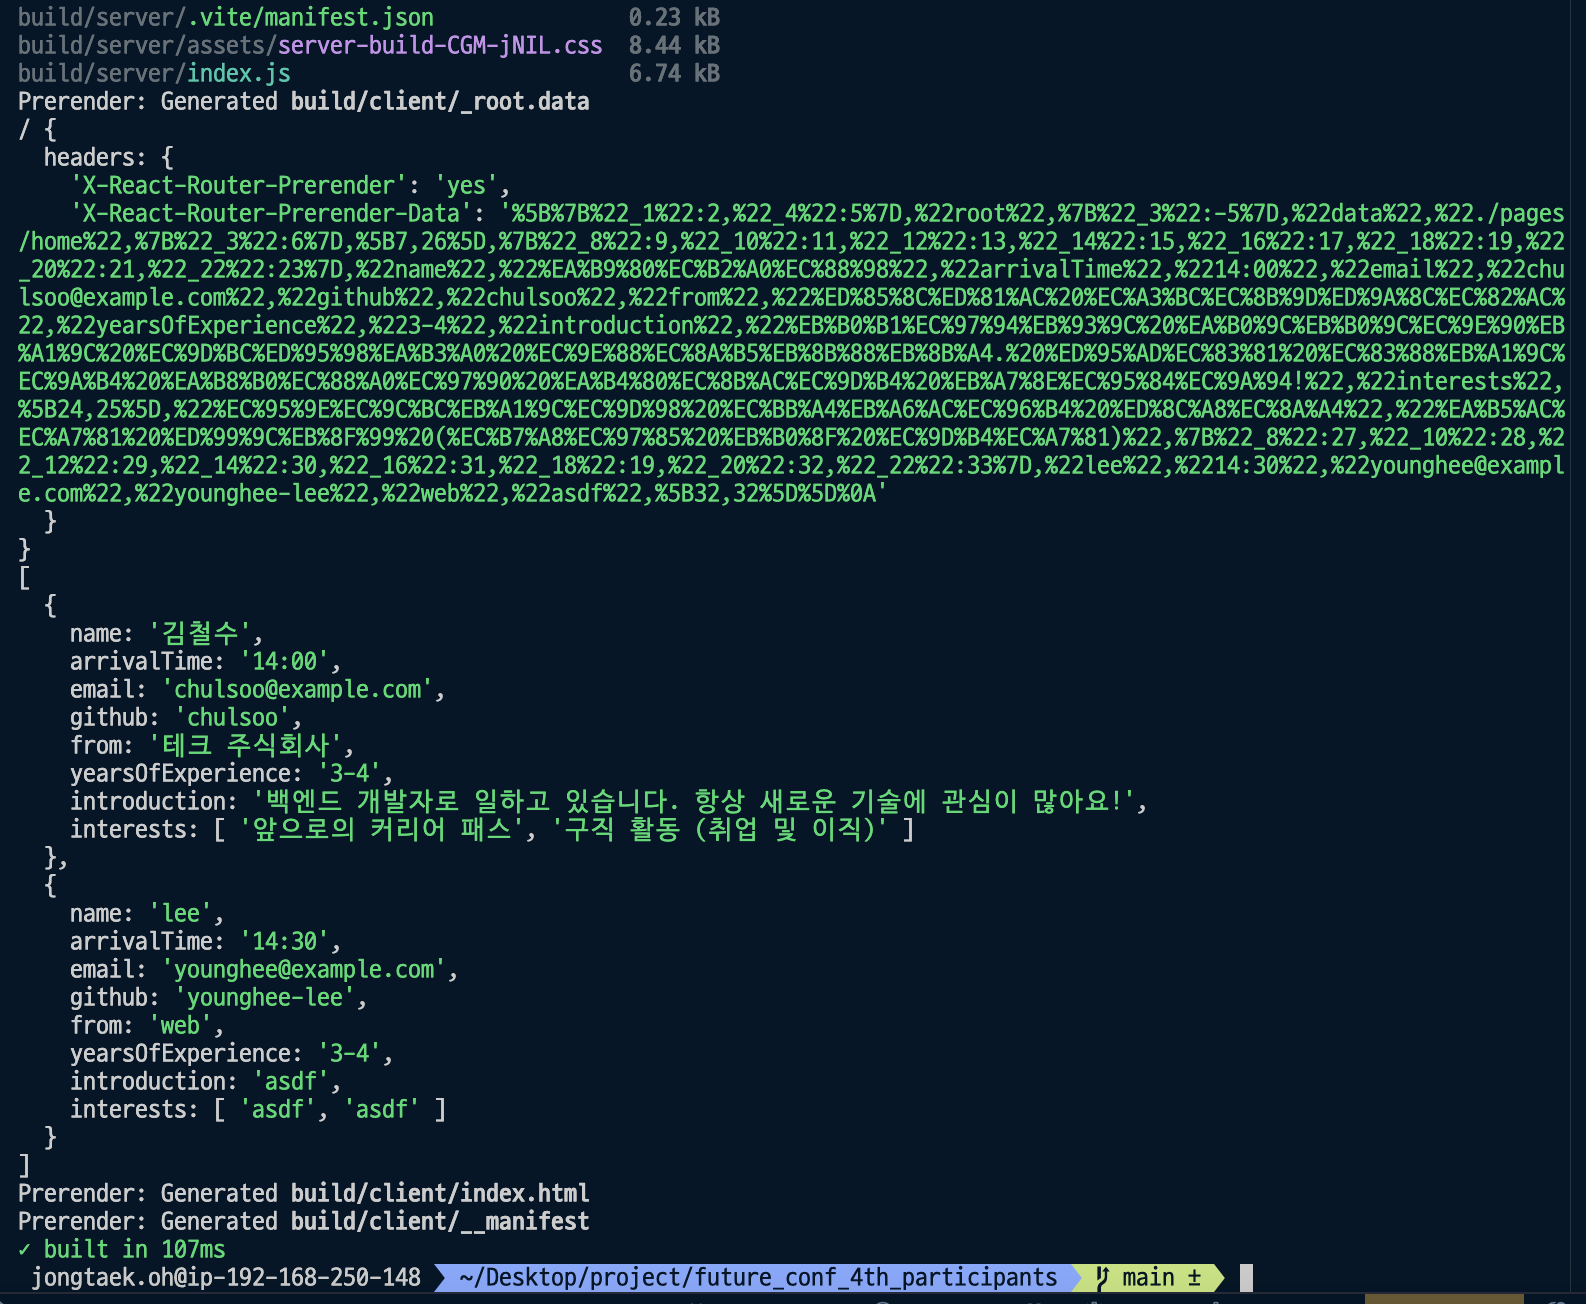 build/server/.vite/manifest.json 0.23 kB
build/server/assets/server-build-CGM-jNIL.css 8.44 kB
build/server/index.js 6.74 kB
Prerender: Generated build/client/_root.data
/ {
headers: {
'X-React-Router-Prerender': 'yes',
'X-React-Router-Prerender-Data': '%5B%7B%22_1%22:2,%22_4%22:5%7D,%22root%22,%7B%22_3%22:-5%7D,%22data%22,%22./pages
/home%22,%7B%22_3%22:6%7D,%5B7,26%5D,%7B%22_8%22:9,%22_10%22:11,%22_12%22:13,%22_14%22:15,%22_16%22:17,%22_18%22:19,%22
_20%22:21,%22_22%22:23%7D,%22name%22,%22%EA%B9%80%EC%B2%A0%EC%88%98%22,%22arrivalTime%22,%2214:00%22,%22email%22,%22chu
lsoo@example.com%22,%22github%22,%22chulsoo%22,%22from%22,%22%ED%85%8C%ED%81%AC%20%EC%A3%BC%EC%8B%9D%ED%9A%8C%EC%82%AC%
22,%22yearsOfExperience%22,%223-4%22,%22introduction%22,%22%EB%B0%B1%EC%97%94%EB%93%9C%20%EA%B0%9C%EB%B0%9C%EC%9E%90%EB
%A1%9C%20%EC%9D%BC%ED%95%98%EA%B3%A0%20%EC%9E%88%EC%8A%B5%EB%8B%88%EB%8B%A4.%20%ED%95%AD%EC%83%81%20%EC%83%88%EB%A1%9C%
EC%9A%B4%20%EA%B8%B0%EC%88%A0%EC%97%90%20%EA%B4%80%EC%8B%AC%EC%9D%B4%20%EB%A7%8E%EC%95%84%EC%9A%94!%22,%22interests%22,
%5B24,25%5D,%22%EC%95%9E%EC%9C%BC%EB%A1%9C%EC%9D%98%20%EC%BB%A4%EB%A6%AC%EC%96%B4%20%ED%8C%A8%EC%8A%A4%22,%22%EA%B5%AC%
EC%A7%81%20%ED%99%9C%EB%8F%99%20(%EC%B7%A8%EC%97%85%20%EB%B0%8F%20%EC%9D%B4%EC%A7%81)%22,%7B%22_8%22:27,%22_10%22:28,%2
2_12%22:29,%22_14%22:30,%22_16%22:31,%22_18%22:19,%22_20%22:32,%22_22%22:33%7D,%22lee%22,%2214:30%22,%22younghee@exampl
e.com%22,%22younghee-lee%22,%22web%22,%22asdf%22,%5B32,32%5D%5D%0A'
}
}
[
{
name: '김철수',
arrivalTime: '14:00',
email: 'chulsoo@example.com',
github: 'chulsoo',
from: '테크 주식회사',
yearsOfExperience: '3-4',
introduction: '백엔드 개발자로 일하고 있습니다. 항상 새로운 기술에 관심이 많아요!',
interests: [ '앞으로의 커리어 패스', '구직 활동 (취업 및 이직)' ]
},
{
name: 'lee',
arrivalTime: '14:30',
email: 'younghee@example.com',
github: 'younghee-lee',
from: 'web',
yearsOfExperience: '3-4',
introduction: 'asdf',
interests: [ 'asdf', 'asdf' ]
}
]
Prerender: Generated build/client/index.html
Prerender: Generated build/client/__manifest
✓ built in 107ms
jongtaek.oh@ip-192-168-250-148 ~/Desktop/project/future_conf_4th_participants main ±